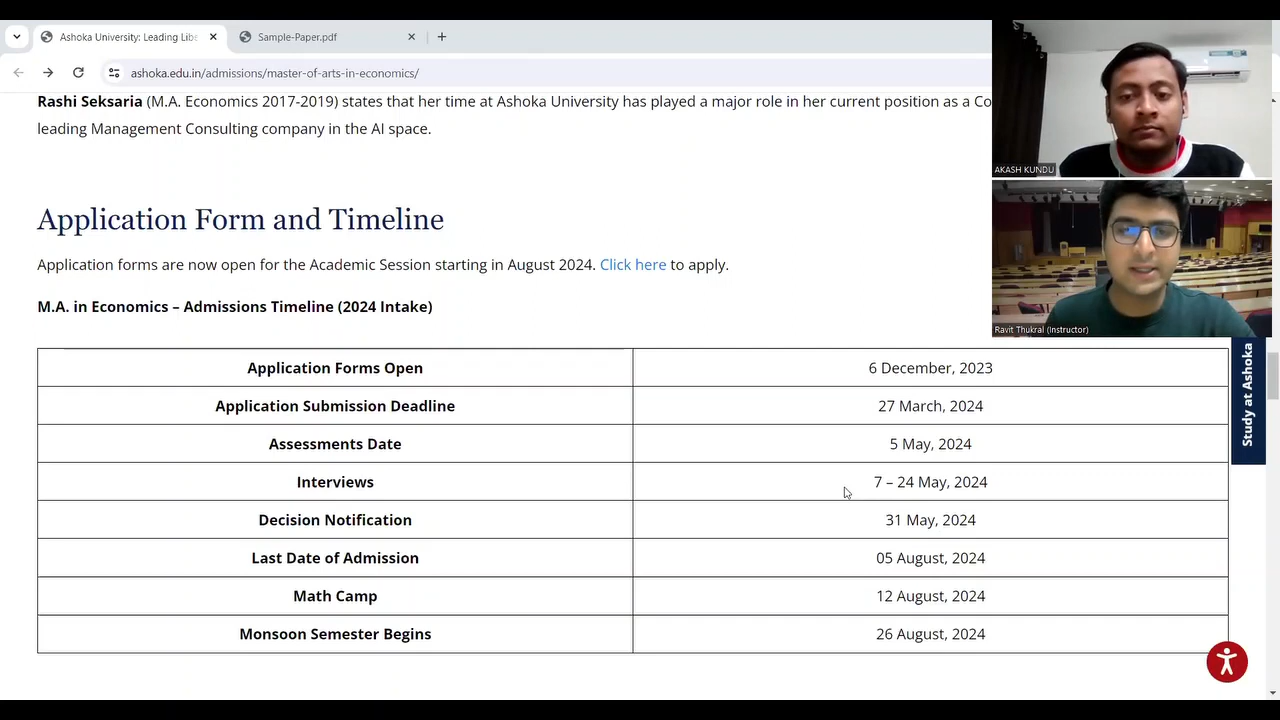 Ashoka University: Leading Libe
Sample-Paper.pdf
ashoka.edu.in/admissions/master-of-arts-in-economics/
Rashi Seksaria (M.A. Economics 2017-2019) states that her time at Ashoka University has played a major role in her current position as a Co
leading Management Consulting company in the AI space.
AKASH KUNDU
Ravit Thukral (Instructor)
Application Form and Timeline
Application forms are now open for the Academic Session starting in August 2024. Click here to apply.
M.A. in Economics – Admissions Timeline (2024 Intake)
Application Forms Open 6 December, 2023
Application Submission Deadline 27 March, 2024
Assessments Date 5 May, 2024
Interviews 7 – 24 May, 2024
Decision Notification 31 May, 2024
Last Date of Admission 05 August, 2024
Math Camp 12 August, 2024
Monsoon Semester Begins 26 August, 2024
Study at Ashoka